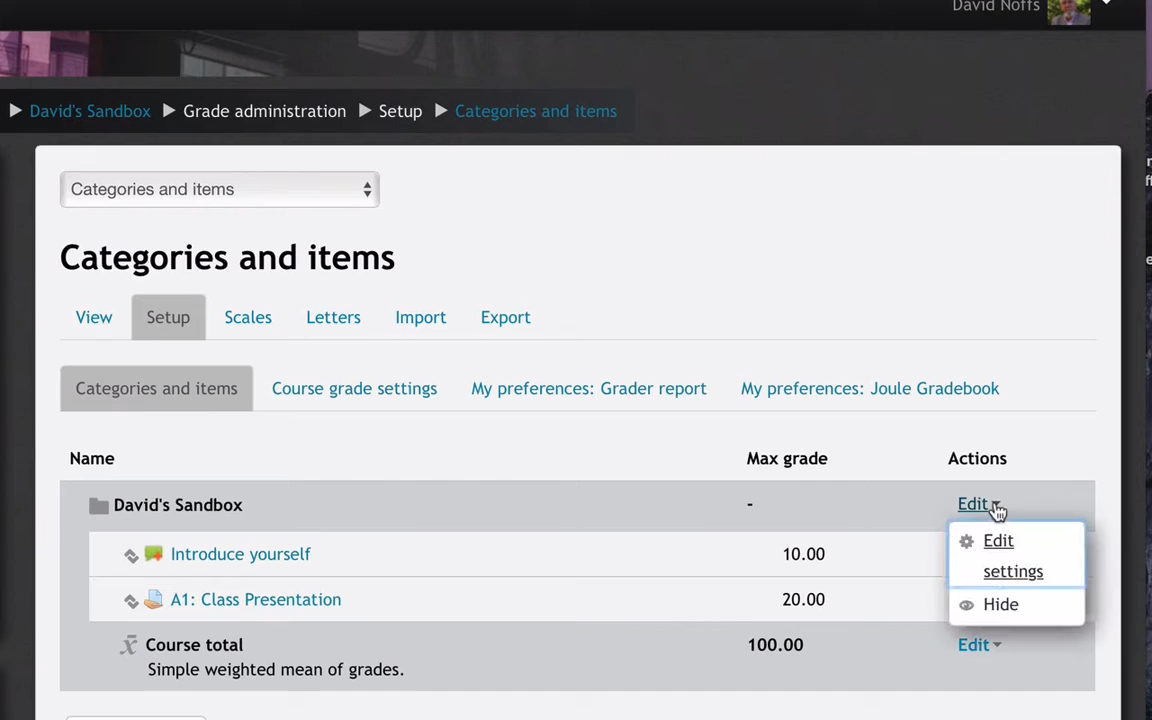 David Noffs
David's Sandbox Grade administration Setup Categories and items
Categories and items
Categories and items
View Setup Scales Letters Import Export
Categories and items Course grade settings My preferences: Grader report My preferences: Joule Gradebook
Name Max grade Actions
David's Sandbox - Edit
Introduce yourself 10.00
Edit settings
A1: Class Presentation 20.00
Hide
Course total 100.00 Edit
Simple weighted mean of grades.